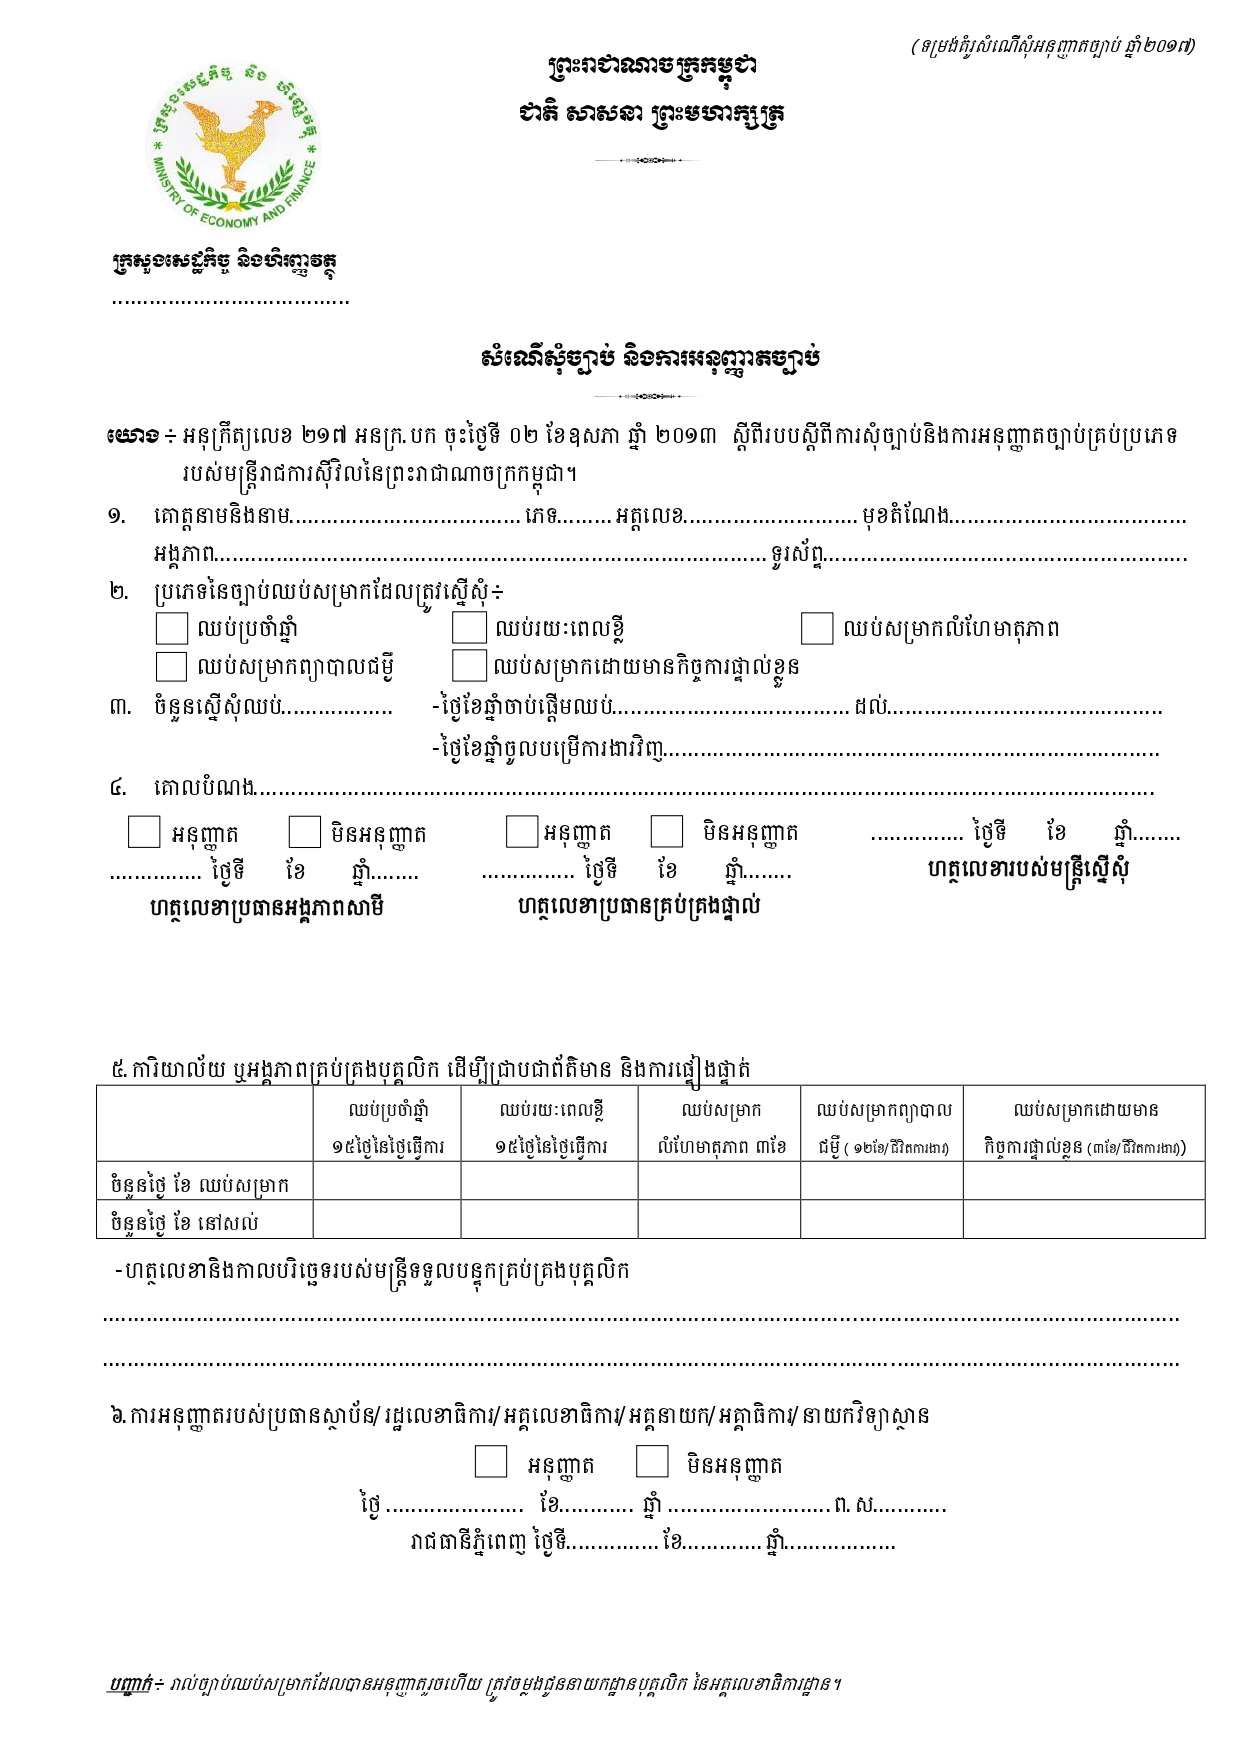 (ទម្រង់គំរូសំណើសុំអនុញ្ញាតច្បាប់ ឆ្នាំ២០១៧)
ព្រះរាជាណាចក្រកម្ពុជា
ជាតិ សាសនា ព្រះមហាក្សត្រ
ក្រសួងសេដ្ឋកិច្ច និង ហិរញ្ញវត្ថុ
* MINISTRY OF ECONOMY AND FINANCE *
ក្រសួងសេដ្ឋកិច្ច និងហិរញ្ញវត្ថុ
......................................
សំណើសុំច្បាប់ និងការអនុញ្ញាតច្បាប់
យោង÷ អនុក្រឹត្យលេខ ២១៧ អនក្រ.បក ចុះថ្ងៃទី ០២ ខែឧសភា ឆ្នាំ ២០១៣ ស្តីពីរបបស្តីពីការសុំច្បាប់និងការអនុញ្ញាតច្បាប់គ្រប់ប្រភេទ
របស់មន្ត្រីរាជការស៊ីវិលនៃព្រះរាជាណាចក្រកម្ពុជា។
១. គោត្តនាមនិងនាម..................................... ភេទ......... អត្តលេខ............................ មុខតំណែង......................................
អង្គភាព........................................................................................ ទូរស័ព្ទ..........................................................
២. ប្រភេទនៃច្បាប់ឈប់សម្រាកដែលត្រូវស្នើសុំ÷
ឈប់ប្រចាំឆ្នាំ ឈប់រយៈពេលខ្លី ឈប់សម្រាកលំហែមាតុភាព
ឈប់សម្រាកព្យាបាលជម្ងឺ ឈប់សម្រាកដោយមានកិច្ចការផ្ទាល់ខ្លួន
៣. ចំនួនស្នើសុំឈប់.................. -ថ្ងៃខែឆ្នាំចាប់ផ្តើមឈប់...................................... ដល់............................................
-ថ្ងៃខែឆ្នាំចូលបម្រើការងារវិញ................................................................................
៤. គោលបំណង................................................................................................................................................
អនុញ្ញាត មិនអនុញ្ញាត អនុញ្ញាត មិនអនុញ្ញាត ............... ថ្ងៃទី ខែ ឆ្នាំ........
............... ថ្ងៃទី ខែ ឆ្នាំ........ ............... ថ្ងៃទី ខែ ឆ្នាំ........ ហត្ថលេខារបស់មន្ត្រីស្នើសុំ
ហត្ថលេខាប្រធានអង្គភាពសាមី ហត្ថលេខាប្រធានគ្រប់គ្រងផ្ទាល់
៥.ការិយាល័យ ឬអង្គភាពគ្រប់គ្រងបុគ្គលិក ដើម្បីជ្រាបជាព័ត៌មាន និងការផ្ទៀងផ្ទាត់
ឈប់ប្រចាំឆ្នាំ ឈប់រយៈពេលខ្លី ឈប់សម្រាក ឈប់សម្រាកព្យាបាល ឈប់សម្រាកដោយមាន
១៥ថ្ងៃនៃថ្ងៃធ្វើការ ១៥ថ្ងៃនៃថ្ងៃធ្វើការ លំហែមាតុភាព ៣ខែ ជម្ងឺ ( ១២ខែ/ជីវិតការងារ) កិច្ចការផ្ទាល់ខ្លួន (៣ខែ/ជីវិតការងារ))
ចំនួនថ្ងៃ ខែ ឈប់សម្រាក
ចំនួនថ្ងៃ ខែ នៅសល់
-ហត្ថលេខានិងកាលបរិច្ឆេទរបស់មន្ត្រីទទួលបន្ទុកគ្រប់គ្រងបុគ្គលិក
............................................................................................................................................................................
............................................................................................................................................................................
៦.ការអនុញ្ញាតរបស់ប្រធានស្ថាប័ន/រដ្ឋលេខាធិការ/អគ្គលេខាធិការ/អគ្គនាយក/អគ្គាធិការ/នាយកវិទ្យាស្ថាន
អនុញ្ញាត មិនអនុញ្ញាត
ថ្ងៃ ...................... ខែ............ ឆ្នាំ .......................... ព.ស............
រាជធានីភ្នំពេញ ថ្ងៃទី............... ខែ............. ឆ្នាំ..................
បញ្ជាក់÷ រាល់ច្បាប់ឈប់សម្រាកដែលបានអនុញ្ញាតរួចហើយ ត្រូវចម្លងជូននាយកដ្ឋានបុគ្គលិក នៃអគ្គលេខាធិការដ្ឋាន។